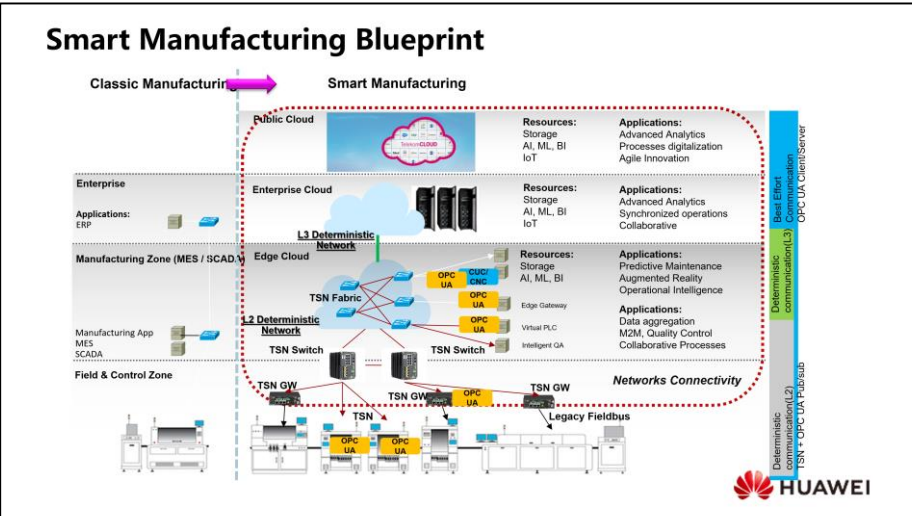 Smart Manufacturing Blueprint
Classic Manufacturing
Smart Manufacturing
Public Cloud
TelekomCLOUD
Resources:
Storage
AI, ML, BI
IoT
Applications:
Advanced Analytics
Processes digitalization
Agile Innovation
Enterprise
Applications:
ERP
Enterprise Cloud
Resources:
Storage
AI, ML, BI
IoT
Applications:
Advanced Analytics
Synchronized operations
Collaborative
L3 Deterministic
Network
Manufacturing Zone (MES / SCADA)
Edge Cloud
OPC
UA
CUC/
CNC
TSN Fabric
OPC
UA
Edge Gateway
L2 Deterministic
Network
OPC
UA
Virtual PLC
Intelligent QA
Resources:
Storage
AI, ML, BI
Applications:
Predictive Maintenance
Augmented Reality
Operational Intelligence
Applications:
Data aggregation
M2M, Quality Control
Collaborative Processes
Manufacturing App
MES
SCADA
TSN Switch
TSN Switch
Field & Control Zone
Networks Connectivity
TSN GW
TSN GW
OPC
UA
TSN GW
TSN
Legacy Fieldbus
OPC
UA
OPC
UA
Best Effort
Communication
OPC UA Client/Server
Deterministic
communication(L3)
Deterministic
communication(L2)
TSN + OPC UA Pub/sub
HUAWEI